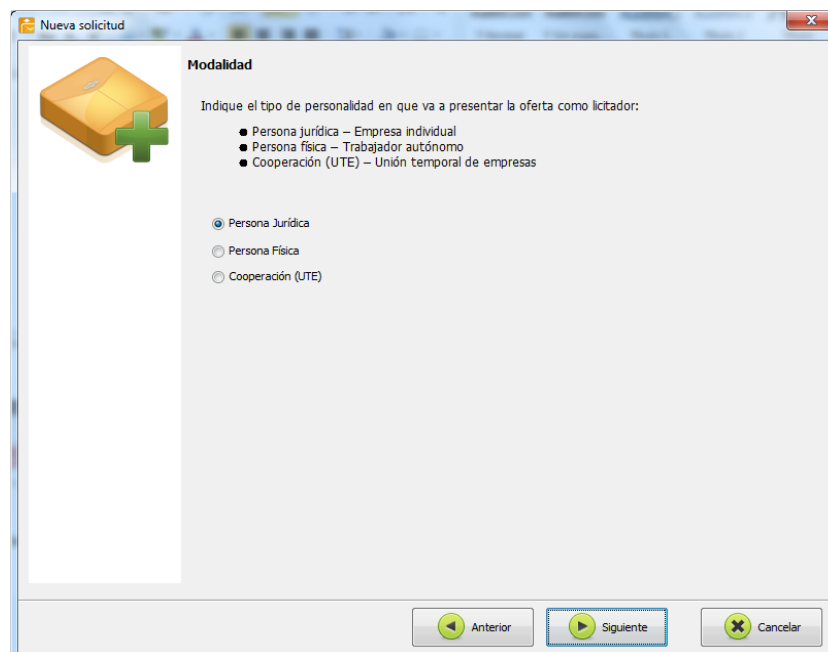 Nueva solicitud
Modalidad
Indique el tipo de personalidad en que va a presentar la oferta como licitador:
● Persona jurídica – Empresa individual
● Persona física – Trabajador autónomo
● Cooperación (UTE) – Unión temporal de empresas
Persona Jurídica
Persona Física
Cooperación (UTE)
Anterior
Siguiente
Cancelar